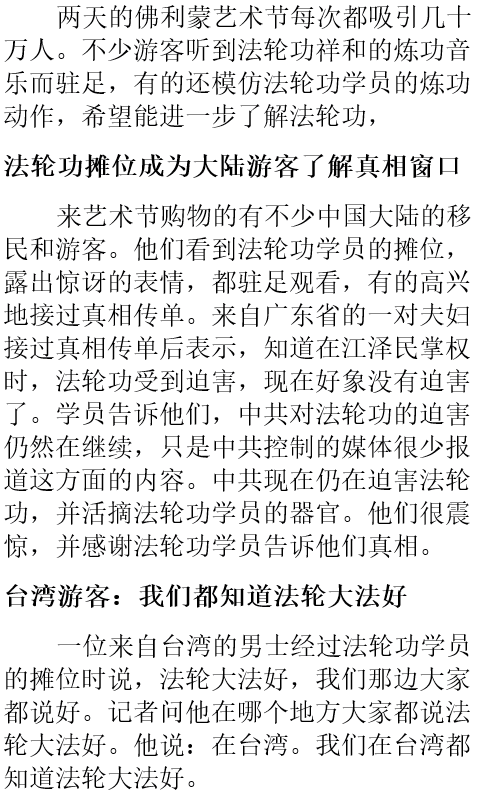 两天的佛利蒙艺术节每次都吸引几十
万人。不少游客听到法轮功祥和的炼功音
乐而驻足，有的还模仿法轮功学员的炼功
动作，希望能进一步了解法轮功，
法轮功摊位成为大陆游客了解真相窗口
来艺术节购物的有不少中国大陆的移
民和游客。他们看到法轮功学员的摊位，
露出惊讶的表情，都驻足观看，有的高兴
地接过真相传单。来自广东省的一对夫妇
接过真相传单后表示，知道在江泽民掌权
时，法轮功受到迫害，现在好象没有迫害
了。学员告诉他们，中共对法轮功的迫害
仍然在继续，只是中共控制的媒体很少报
道这方面的内容。中共现在仍在迫害法轮
功，并活摘法轮功学员的器官。他们很震
惊，并感谢法轮功学员告诉他们真相。
台湾游客：我们都知道法轮大法好
一位来自台湾的男士经过法轮功学员
的摊位时说，法轮大法好，我们那边大家
都说好。记者问他在哪个地方大家都说法
轮大法好。他说：在台湾。我们在台湾都
知道法轮大法好。